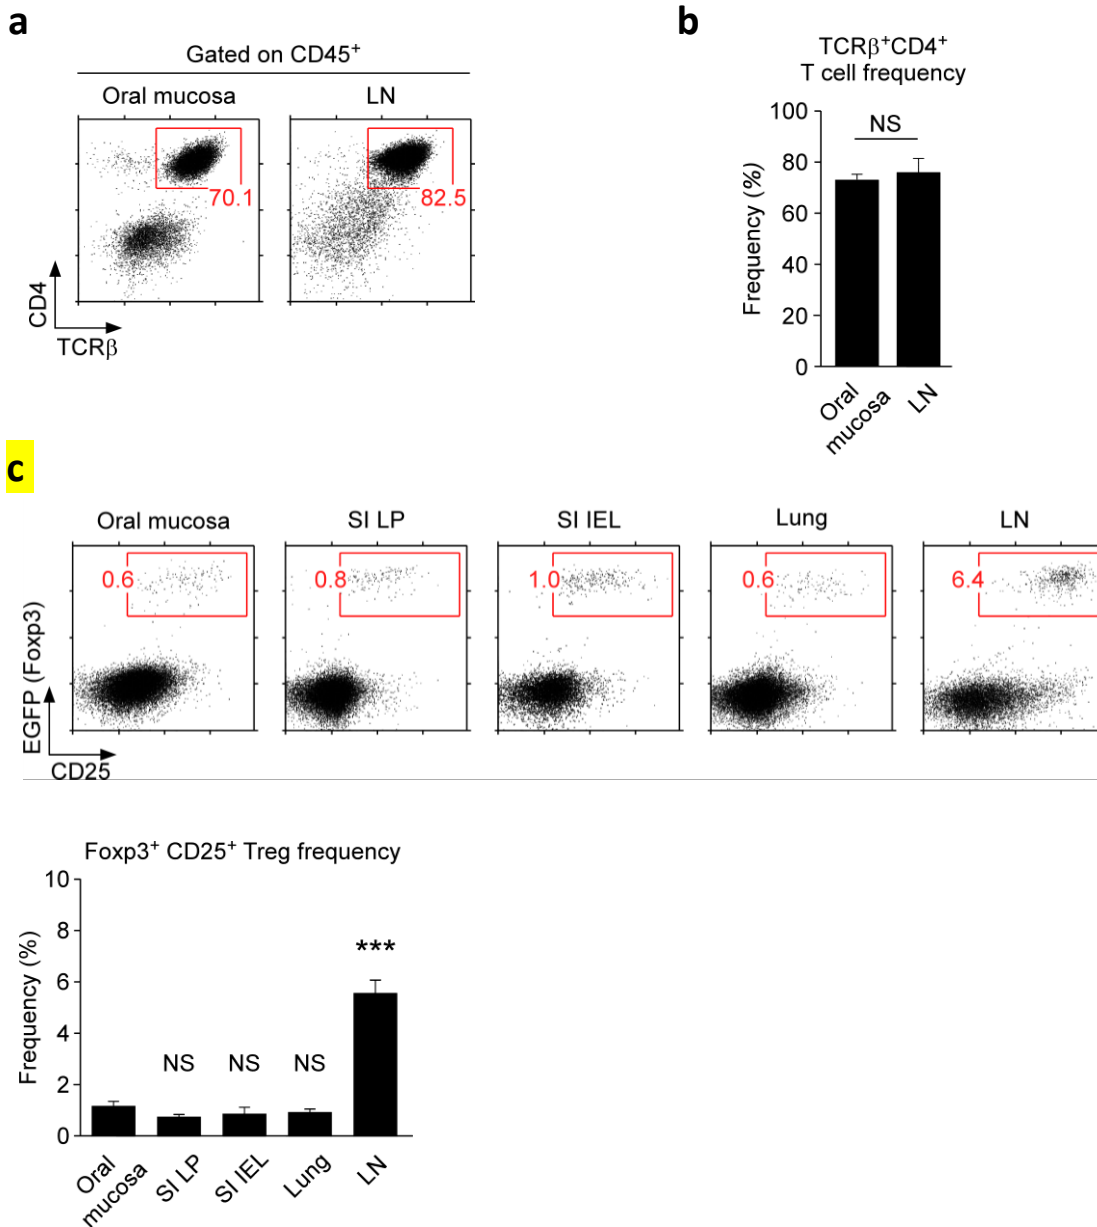 a
Gated on CD45+
Oral mucosa
LN
70.1
82.5
CD4
TCRβ
b
TCRβ+CD4+
T cell frequency
NS
Frequency (%)
100
80
60
40
20
0
Oral
mucosa
LN
c
Oral mucosa
SI LP
SI IEL
Lung
LN
0.6
0.8
1.0
0.6
6.4
EGFP (Foxp3)
CD25
Foxp3+ CD25+ Treg frequency
Frequency (%)
10
8
6
4
2
0
NS
NS
NS
***
Oral
mucosa
SI LP
SI IEL
Lung
LN